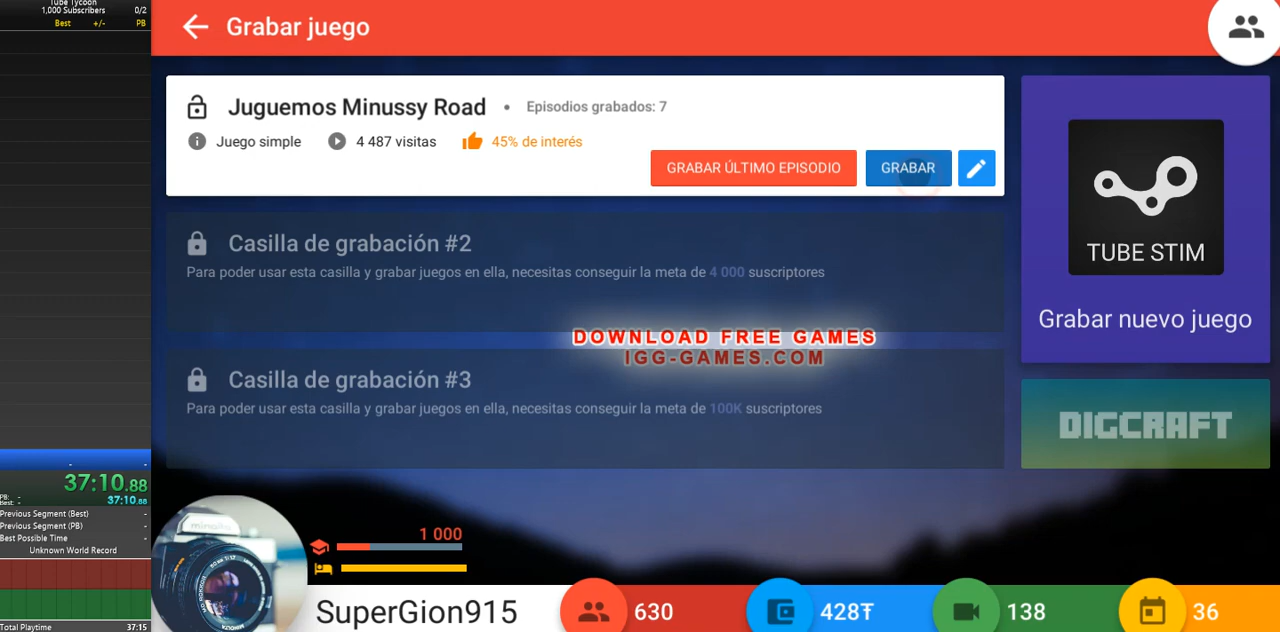 Tube Tycoon
1,000 Subscribers 0/2
Best +/- PB
Grabar juego
Juguemos Minussy Road • Episodios grabados: 7
Juego simple 4 487 visitas 45% de interés
GRABAR ÚLTIMO EPISODIO GRABAR
Casilla de grabación #2
Para poder usar esta casilla y grabar juegos en ella, necesitas conseguir la meta de 4 000 suscriptores
DOWNLOAD FREE GAMES
IGG-GAMES.COM
Casilla de grabación #3
Para poder usar esta casilla y grabar juegos en ella, necesitas conseguir la meta de 100K suscriptores
TUBE STIM
Grabar nuevo juego
DIGCRAFT
- -
37:10.88
PB: -
Best: - 37:10.88
Previous Segment (Best) -
Previous Segment (PB) -
Best Possible Time -
Unknown World Record
Total Playtime 37:15
minolta
1 000
SuperGion915 630 428₮ 138 36